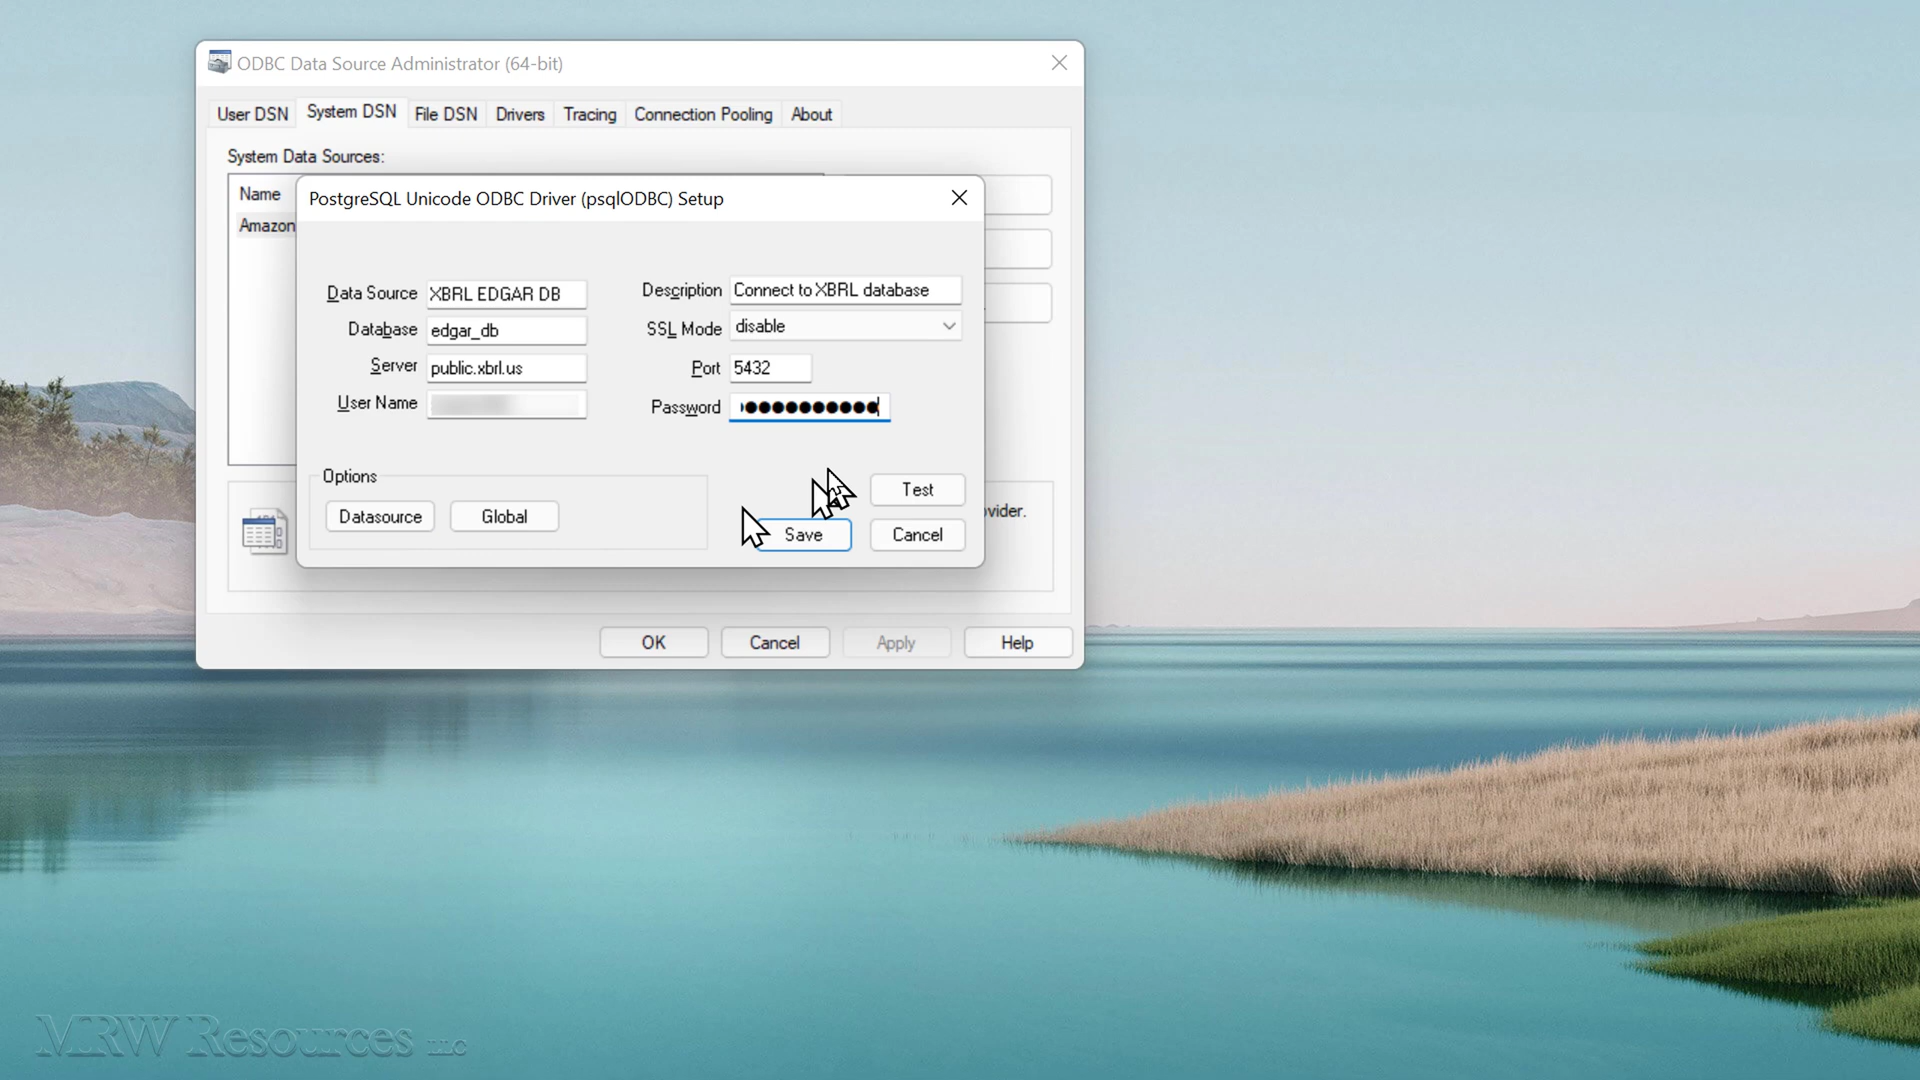 ODBC Data Source Administrator (64-bit)
User DSN
System DSN
File DSN
Drivers
Tracing
Connection Pooling
About
System Data Sources:
Name
Amazon
PostgreSQL Unicode ODBC Driver (psqlODBC) Setup
Data Source
XBRL EDGAR DB
Description
Connect to XBRL database
Database
edgar_db
SSL Mode
disable
Server
public.xbrl.us
Port
5432
User Name
Password
Options
Datasource
Global
Test
Save
Cancel
ovider.
OK
Cancel
Apply
Help
MRW Resources LLC